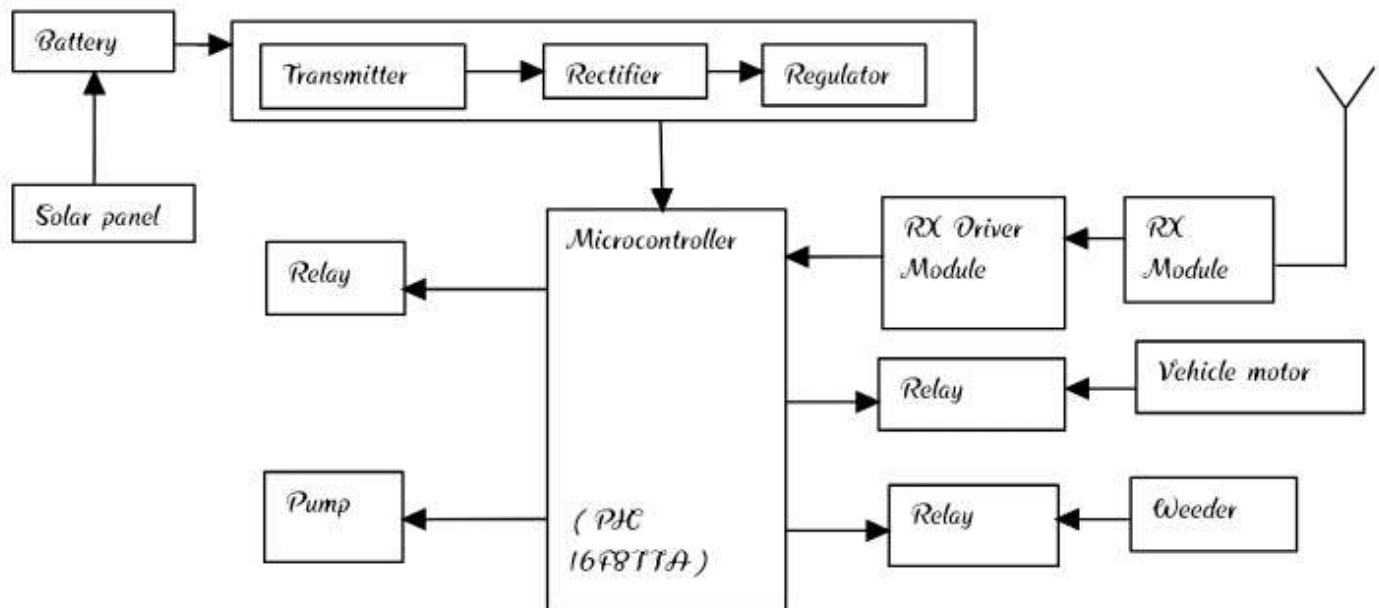 Battery
Transmitter
Rectifier
Regulator
Solar panel
Microcontroller
RX Driver
Module
RX
Module
Relay
Relay
Vehicle motor
Pump
(PIC
16F877A)
Relay
Weeder